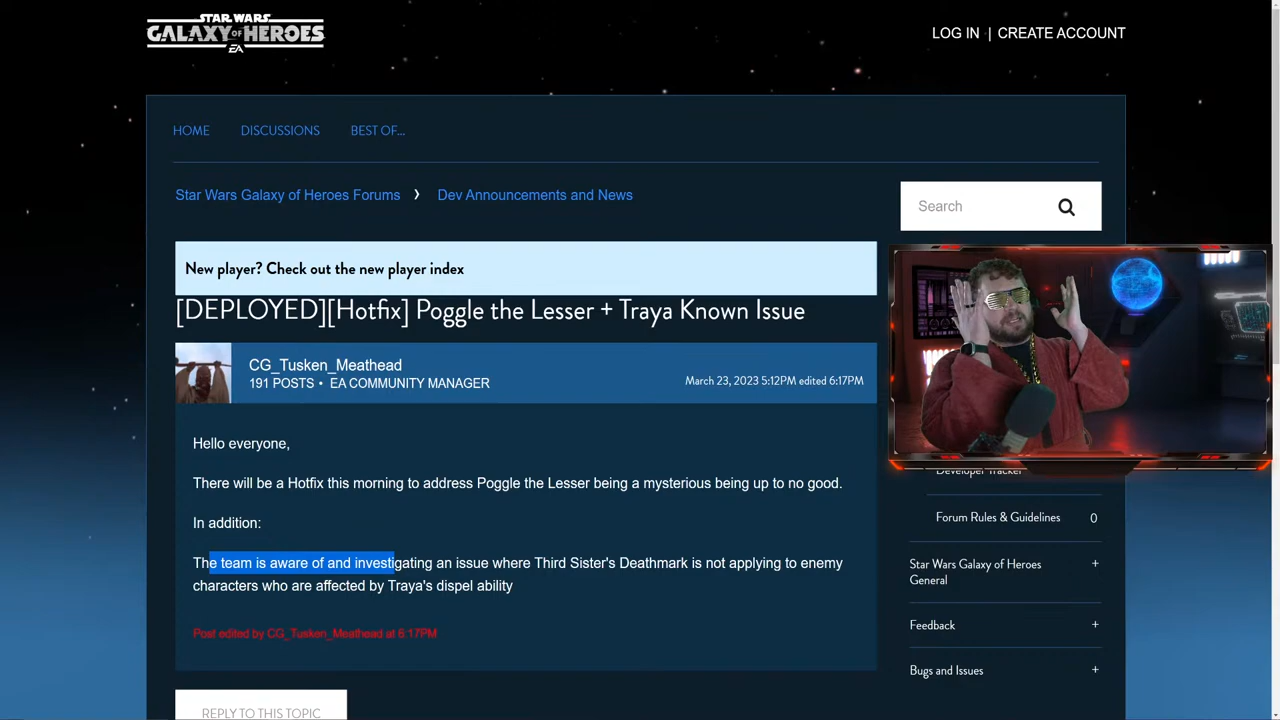 STAR WARS
GALAXY OF HEROES
EA
LOG IN | CREATE ACCOUNT
HOME DISCUSSIONS BEST OF...
Star Wars Galaxy of Heroes Forums › Dev Announcements and News
Search
New player? Check out the new player index
[DEPLOYED][Hotfix] Poggle the Lesser + Traya Known Issue
CG_Tusken_Meathead
191 POSTS • EA COMMUNITY MANAGER
March 23, 2023 5:12PM edited 6:17PM
Hello everyone,
There will be a Hotfix this morning to address Poggle the Lesser being a mysterious being up to no good.
In addition:
The team is aware of and investigating an issue where Third Sister's Deathmark is not applying to enemy
characters who are affected by Traya's dispel ability
Post edited by CG_Tusken_Meathead at 6:17PM
REPLY TO THIS TOPIC
Developer Tracker
Forum Rules & Guidelines 0
Star Wars Galaxy of Heroes +
General
Feedback +
Bugs and Issues +